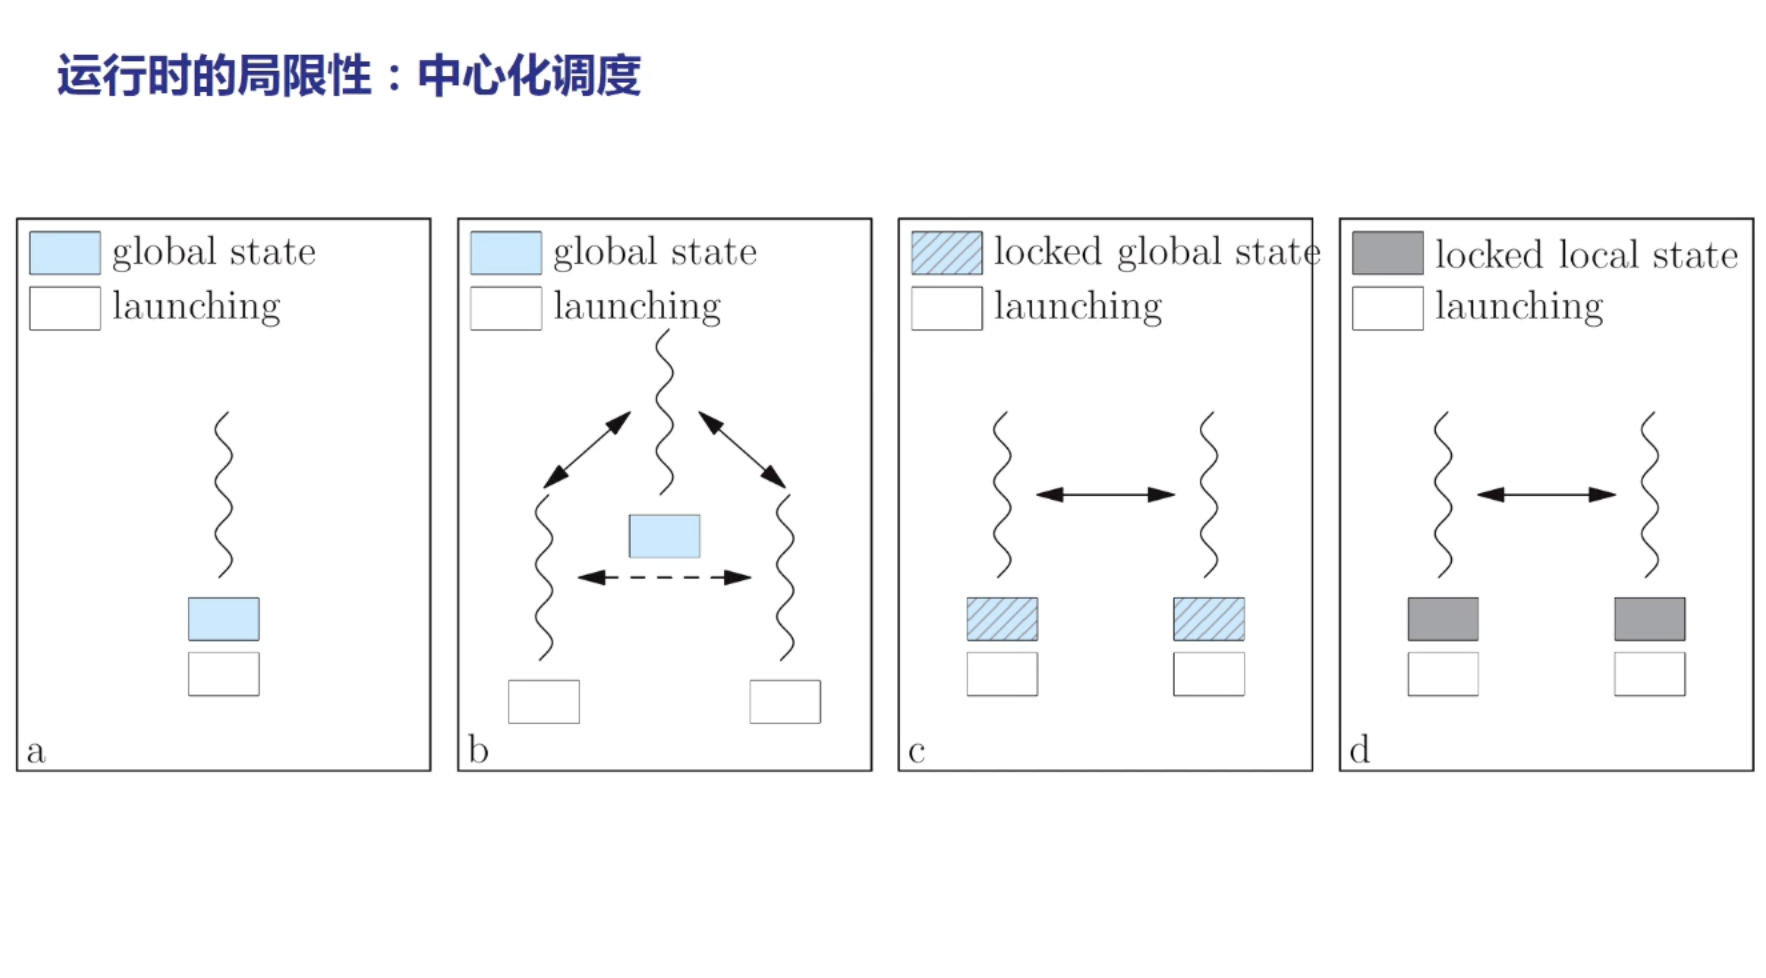 运行时的局限性：中心化调度
global state
launching
a
global state
launching
b
locked global state
launching
c
locked local state
launching
d